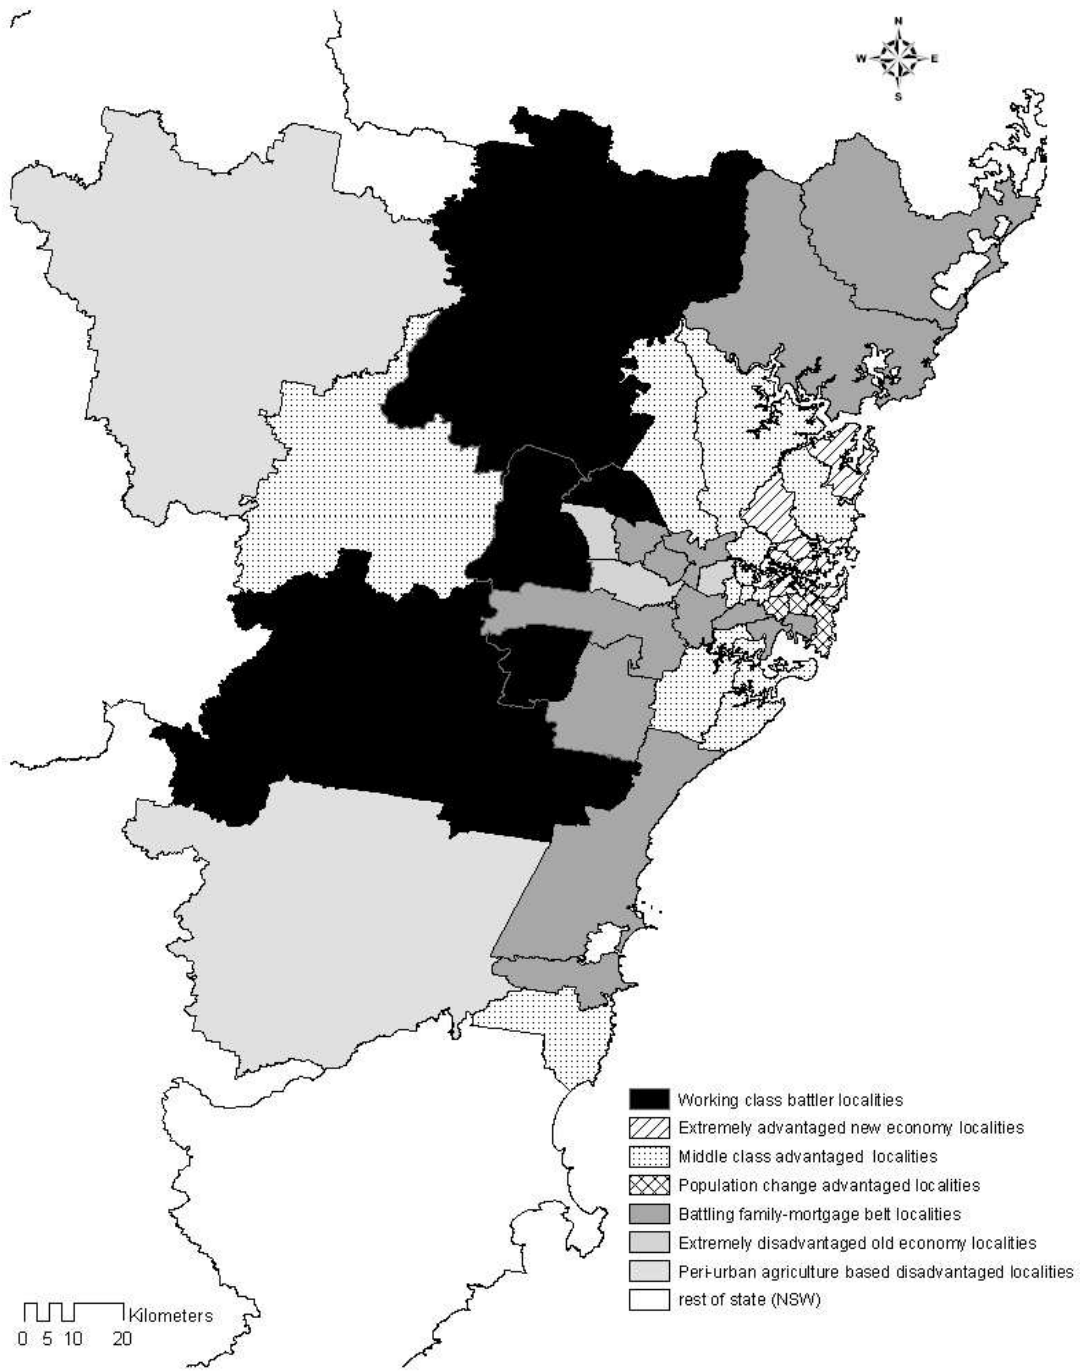 N
W E
S
Working class battler localities
Extremely advantaged new economy localities
Middle class advantaged localities
Population change advantaged localities
Battling family-mortgage belt localities
Extremely disadvantaged old economy localities
Peri-urban agriculture based disadvantaged localities
rest of state (NSW)
Kilometers
0 5 10 20